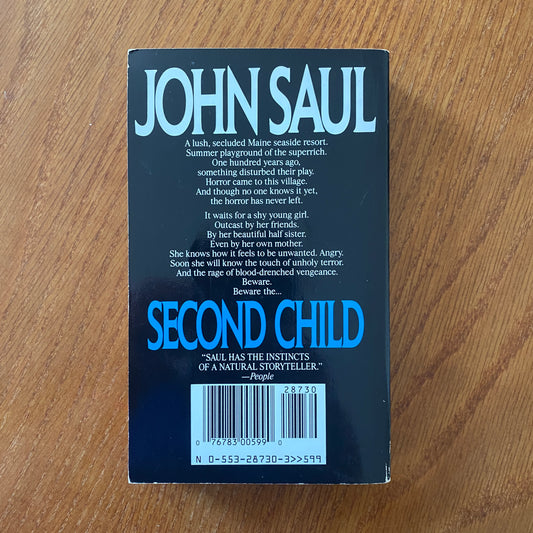 JOHN SAUL
A lush, secluded Maine seaside resort.
Summer playground of the superrich.
One hundred years ago,
something disturbed their play.
Horror came to this village.
And though no one knows it yet,
the horror has never left.
It waits for a shy young girl.
Outcast by her friends.
By her beautiful half sister.
Even by her own mother.
She knows how it feels to be unwanted. Angry.
Soon she will know the touch of unholy terror.
And the rage of blood-drenched vengeance.
Beware.
Beware the...
SECOND CHILD
“SAUL HAS THE INSTINCTS
OF A NATURAL STORYTELLER.”
—People
28730
0 76783 00599 0
N 0-553-28730-3>>599